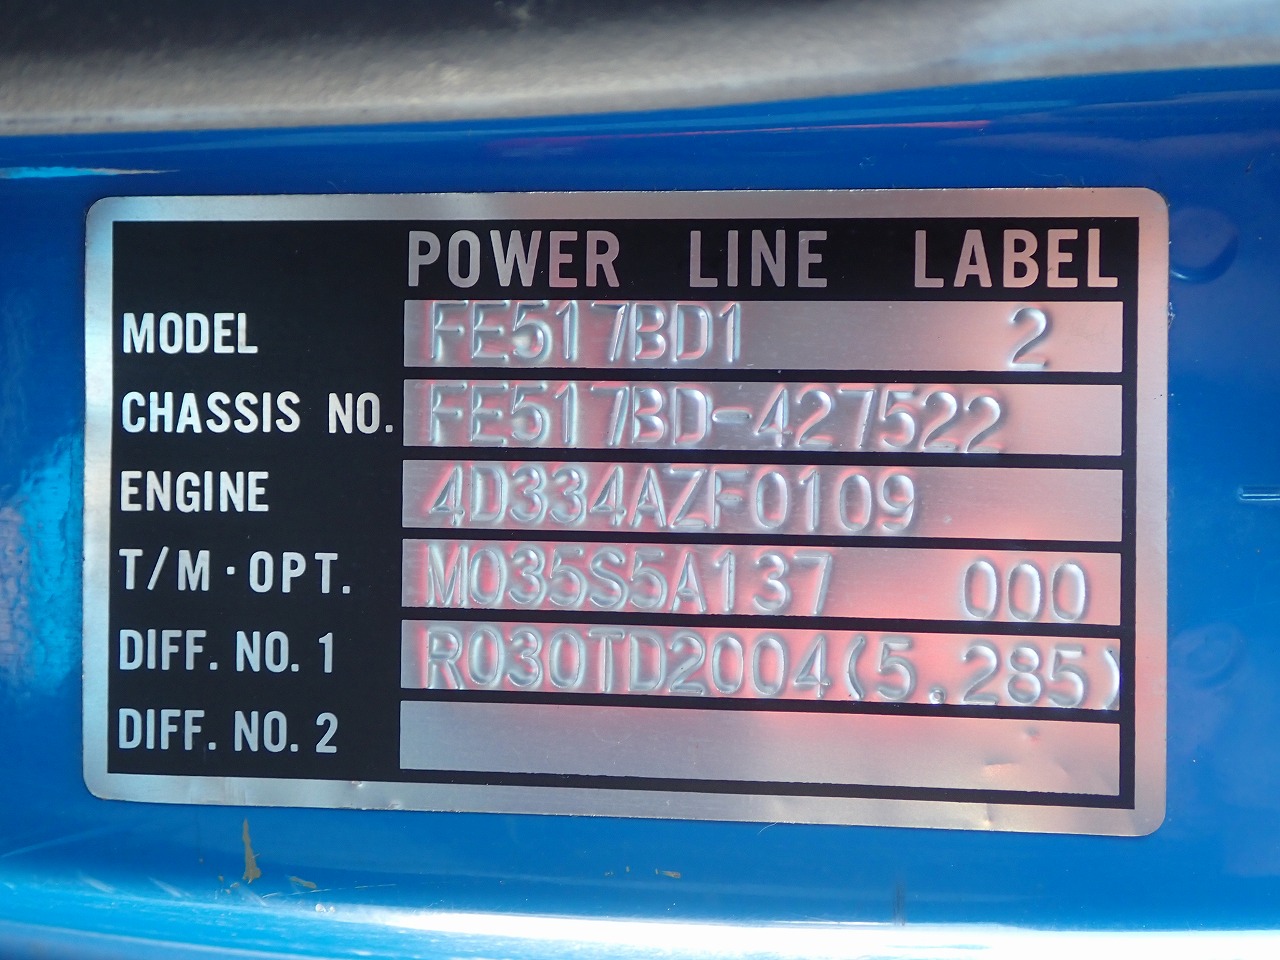 POWER LINE LABEL
MODEL FE517BD1 2
CHASSIS NO. FE517BD-427522
ENGINE 4D334AZF0109
T/M·OPT. M035S5A137 000
DIFF. NO. 1 R030TD2004(5.285)
DIFF. NO. 2